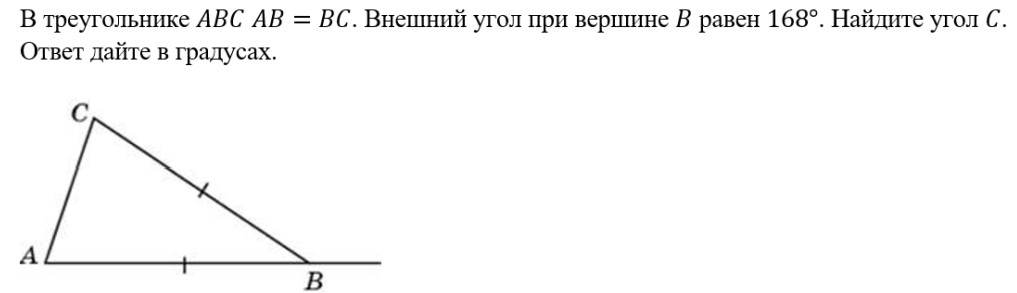 В треугольнике ABC AB = BC. Внешний угол при вершине B равен 168°. Найдите угол C.
Ответ дайте в градусах.
C
A
B